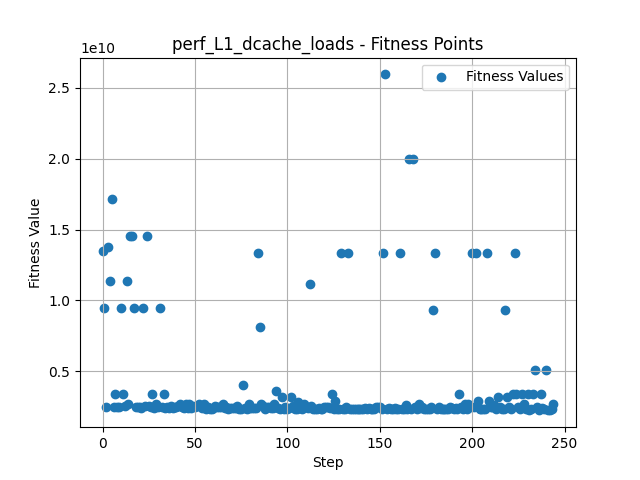 perf_L1_dcache_loads - Fitness Points
1e10
Fitness Values
2.5
2.0
1.5
1.0
0.5
Fitness Value
0
50
100
150
200
250
Step